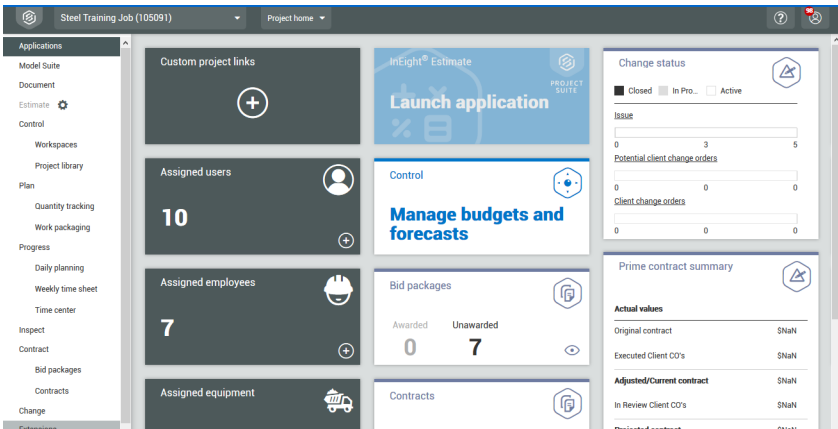 Steel Training Job (105091)
Project home
98
Applications
Model Suite
Document
Estimate
Control
Workspaces
Project library
Plan
Quantity tracking
Work packaging
Progress
Daily planning
Weekly time sheet
Time center
Inspect
Contract
Bid packages
Contracts
Change
Extensions
Custom project links
Assigned users
10
Assigned employees
7
Assigned equipment
InEight® Estimate
PROJECT
SUITE
Launch application
Control
Manage budgets and
forecasts
Bid packages
Awarded Unawarded
0 7
Contracts
Change status
Closed In Pro... Active
Issue
0 3 5
Potential client change orders
0 0 0
Client change orders
0 0 0
Prime contract summary
Actual values
Original contract $NaN
Executed Client CO's $NaN
Adjusted/Current contract $NaN
In Review Client CO's $NaN
Projected contract $NaN